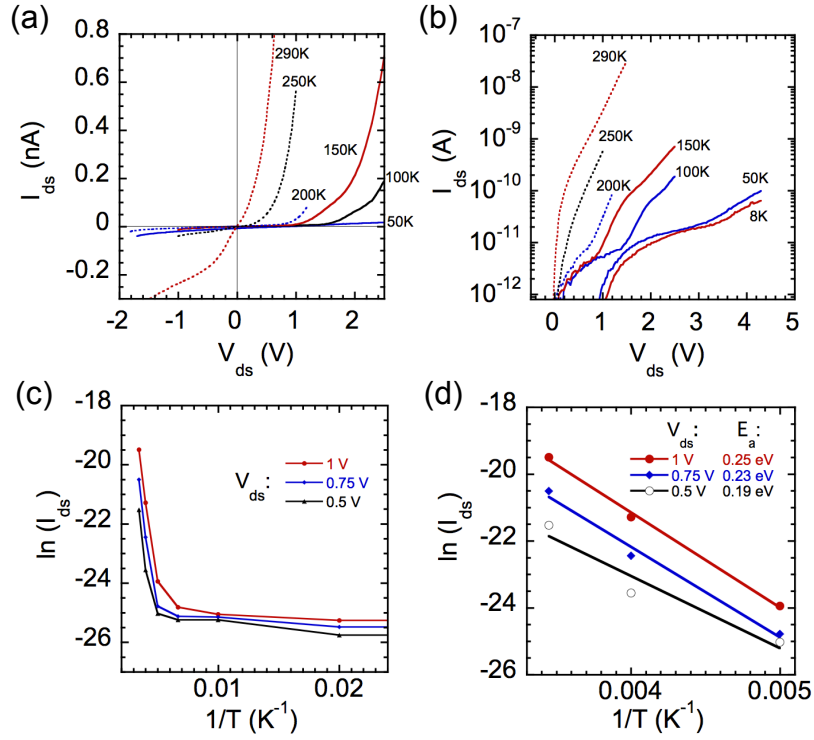 (a)
0.8
0.6
0.4
0.2
0
-0.2
I_ds (nA)
290K
250K
150K
200K
100K
50K
-2 -1 0 1 2
V_ds (V)
(b)
10^-7
10^-8
10^-9
10^-10
10^-11
10^-12
I_ds (A)
290K
250K
200K
150K
100K
50K
8K
0 1 2 3 4 5
V_ds (V)
(c)
-18
-20
-22
-24
-26
ln (I_ds)
V_ds:
1 V
0.75 V
0.5 V
0.01 0.02
1/T (K^-1)
(d)
-18
-20
-22
-24
-26
ln (I_ds)
V_ds: E_a:
1 V 0.25 eV
0.75 V 0.23 eV
0.5 V 0.19 eV
0.004 0.005
1/T (K^-1)